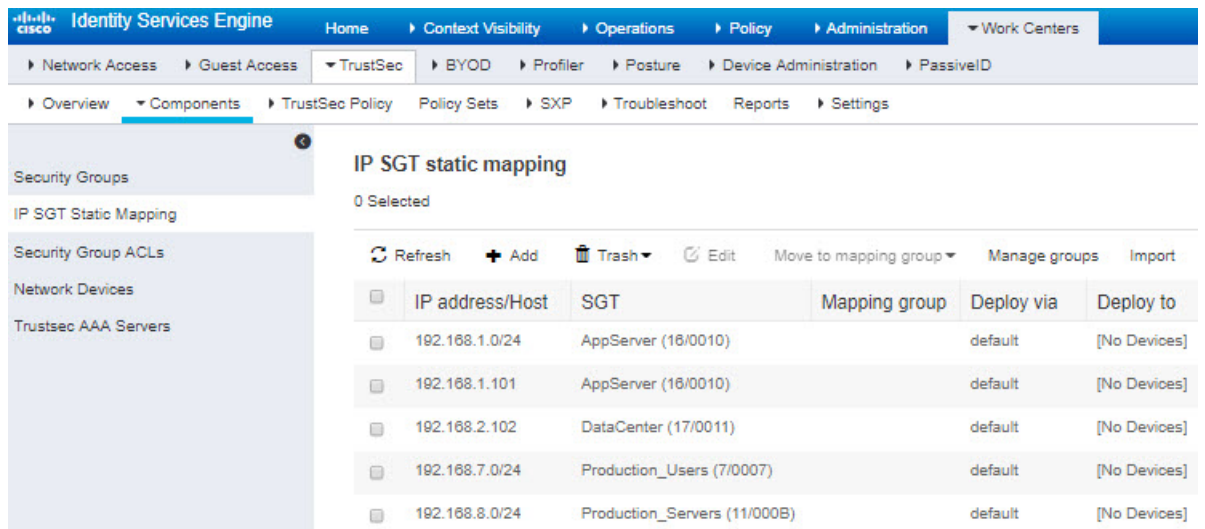 cisco Identity Services Engine Home Context Visibility Operations Policy Administration Work Centers
Network Access Guest Access TrustSec BYOD Profiler Posture Device Administration PassiveID
Overview Components TrustSec Policy Policy Sets SXP Troubleshoot Reports Settings
Security Groups
IP SGT Static Mapping
Security Group ACLs
Network Devices
Trustsec AAA Servers
IP SGT static mapping
0 Selected
Refresh Add Trash Edit Move to mapping group Manage groups Import
IP address/Host SGT Mapping group Deploy via Deploy to
192.168.1.0/24 AppServer (16/0010) default [No Devices]
192.168.1.101 AppServer (16/0010) default [No Devices]
192.168.2.102 DataCenter (17/0011) default [No Devices]
192.168.7.0/24 Production_Users (7/0007) default [No Devices]
192.168.8.0/24 Production_Servers (11/000B) default [No Devices]